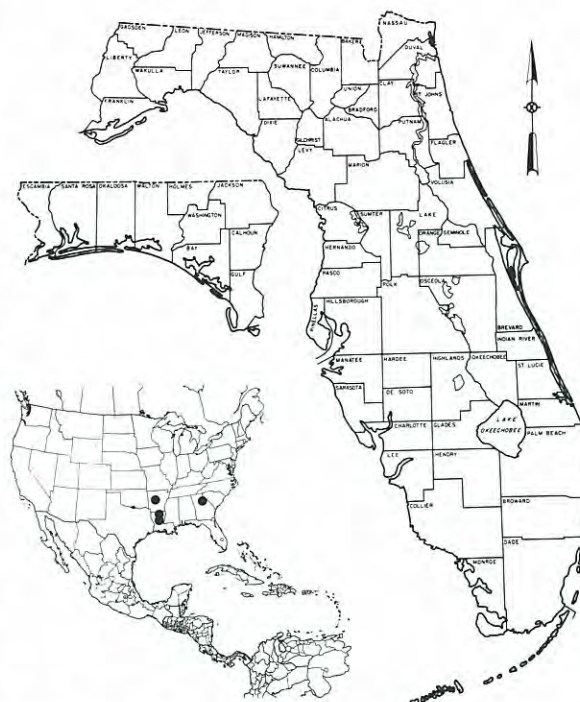 NASSAU
GADSDEN
LEON
JEFFERSON
MADISON
HAMILTON
BAKER
DUVAL
LIBERTY
WAKULLA
TAYLOR
SUWANNEE
COLUMBIA
UNION
CLAY
ST JOHNS
FRANKLIN
LAFAYETTE
BRADFORD
PUTNAM
DIXIE
GILCHRIST
ALACHUA
FLAGLER
LEVY
MARION
VOLUSIA
ESCAMBIA
SANTA ROSA
OKALOOSA
WALTON
HOLMES
JACKSON
WASHINGTON
BAY
CALHOUN
GULF
CITRUS
SUMTER
LAKE
ORANGE
SEMINOLE
HERNANDO
PASCO
POLK
OSCEOLA
PINELLAS
HILLSBOROUGH
BREVARD
INDIAN RIVER
MANATEE
HARDEE
HIGHLANDS
OKEECHOBEE
ST LUCIE
SARASOTA
DE SOTO
MARTIN
CHARLOTTE
GLADES
LAKE
OKEECHOBEE
PALM BEACH
LEE
HENDRY
COLLIER
BROWARD
DADE
MONROE